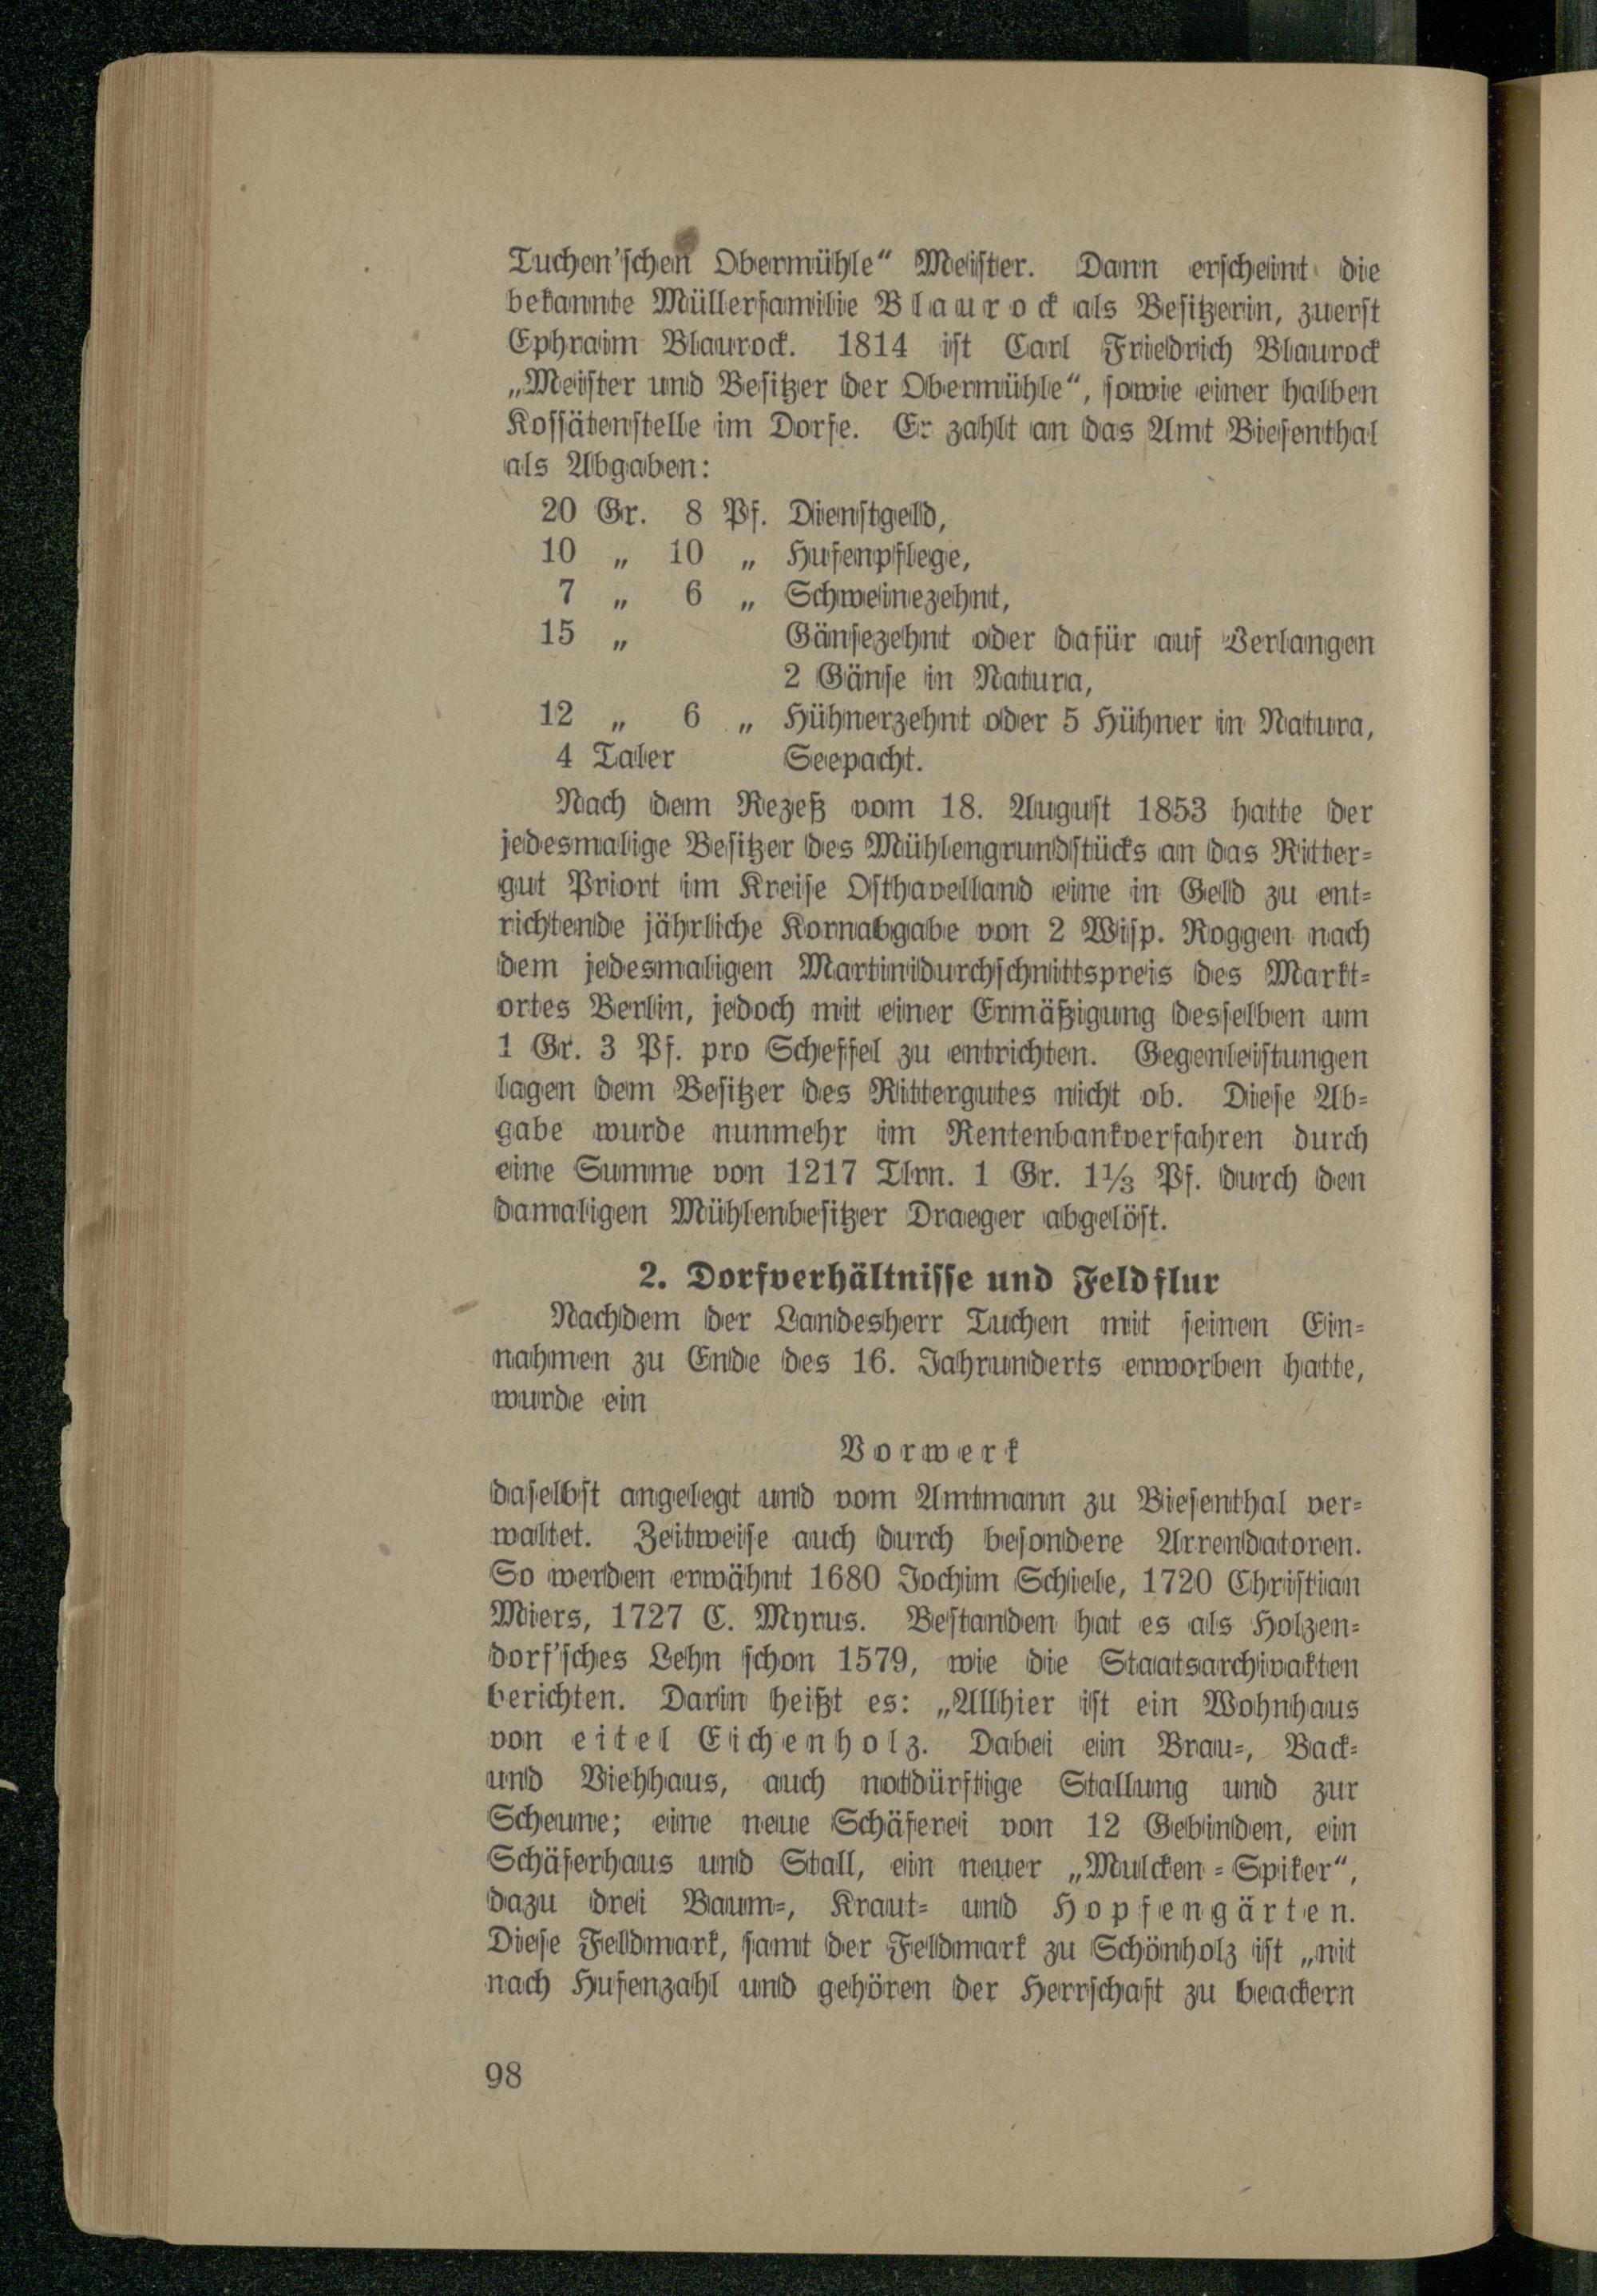 Tuchen'schen Obermühle“ Meister. Dann erscheint die
bekannte Müllerfamilie Blaurock als Besitzerin, zuerst
Ephraim Blaurock. 1814 ist Carl Friedrich Blaurock
„Meister und Besitzer der Obermühle“, sowie einer halben
Kossätenstelle im Dorfe. Er zahlt an das Amt Biesenthal
als Abgaben:
20 Gr. 8 Pf. Dienstgeld,
10 „ 10 „ Hufenpflege,
7 „ 6 „ Schweinezehnt,
15 „ Gänsezehnt oder dafür auf Verlangen
2 Gänse in Natura,
12 „ 6 „ Hühnerzehnt oder 5 Hühner in Natura,
4 Taler Seepacht.
Nach dem Rezeß vom 18. August 1853 hatte der
jedesmalige Besitzer des Mühlengrundstücks an das Ritter-
gut Priort im Kreise Osthavelland eine in Geld zu ent-
richtende jährliche Kornabgabe von 2 Wisp. Roggen nach
dem jedesmaligen Martinidurchschnittspreis des Markt-
ortes Berlin, jedoch mit einer Ermäßigung desselben um
1 Gr. 3 Pf. pro Scheffel zu entrichten. Gegenleistungen
lagen dem Besitzer des Rittergutes nicht ob. Diese Ab-
gabe wurde nunmehr im Rentenbankverfahren durch
eine Summe von 1217 Tlrn. 1 Gr. 1⅓ Pf. durch den
damaligen Mühlenbesitzer Draeger abgelöst.
2. Dorfverhältnisse und Feldflur
Nachdem der Landesherr Tuchen mit seinen Ein-
nahmen zu Ende des 16. Jahrunderts erworben hatte,
wurde ein
Vorwerk
daselbst angelegt und vom Amtmann zu Biesenthal ver-
waltet. Zeitweise auch durch besondere Arrendatoren.
So werden erwähnt 1680 Jochim Schiele, 1720 Christian
Miers, 1727 C. Myrus. Bestanden hat es als Holzen-
dorf'sches Lehn schon 1579, wie die Staatsarchivakten
berichten. Darin heißt es: „Allhier ist ein Wohnhaus
von eitel Eichenholz. Dabei ein Brau-, Back-
und Viehhaus, auch notdürftige Stallung und zur
Scheune; eine neue Schäferei von 12 Gebinden, ein
Schäferhaus und Stall, ein neuer „Mulcken-Spiker“,
dazu drei Baum-, Kraut- und Hopfengärten.
Diese Feldmark, samt der Feldmark zu Schönholz ist „nit
nach Hufenzahl und gehören der Herrschaft zu beackern
98